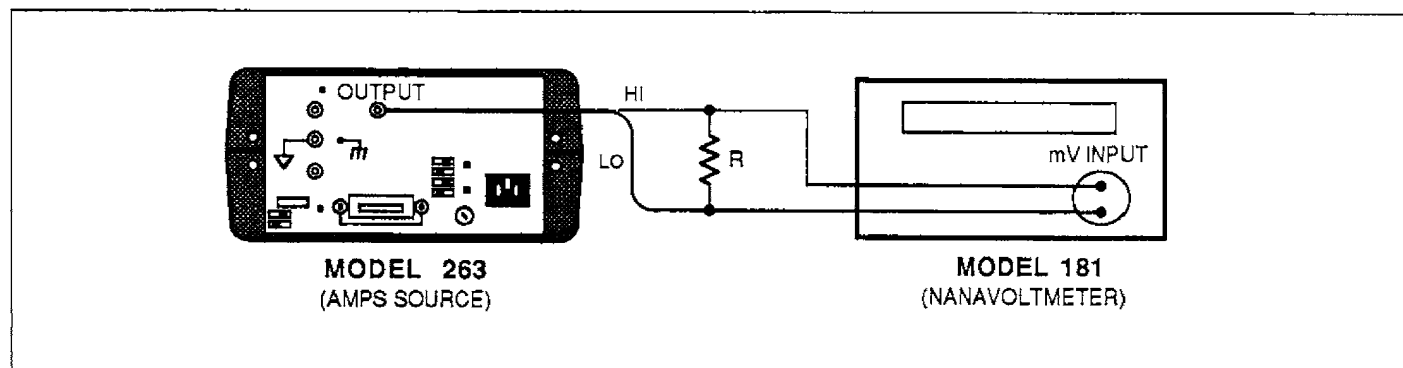 OUTPUT
HI
LO
R
mV INPUT
MODEL 263
(AMPS SOURCE)
MODEL 181
(NANAVOLTMETER)